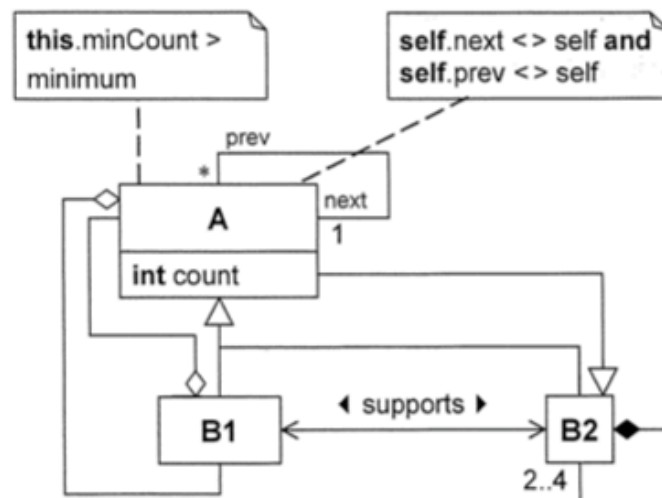 this.minCount >
minimum
self.next <> self and
self.prev <> self
prev
*
next
A
1
int count
◀ supports ▶
B1
B2
2..4